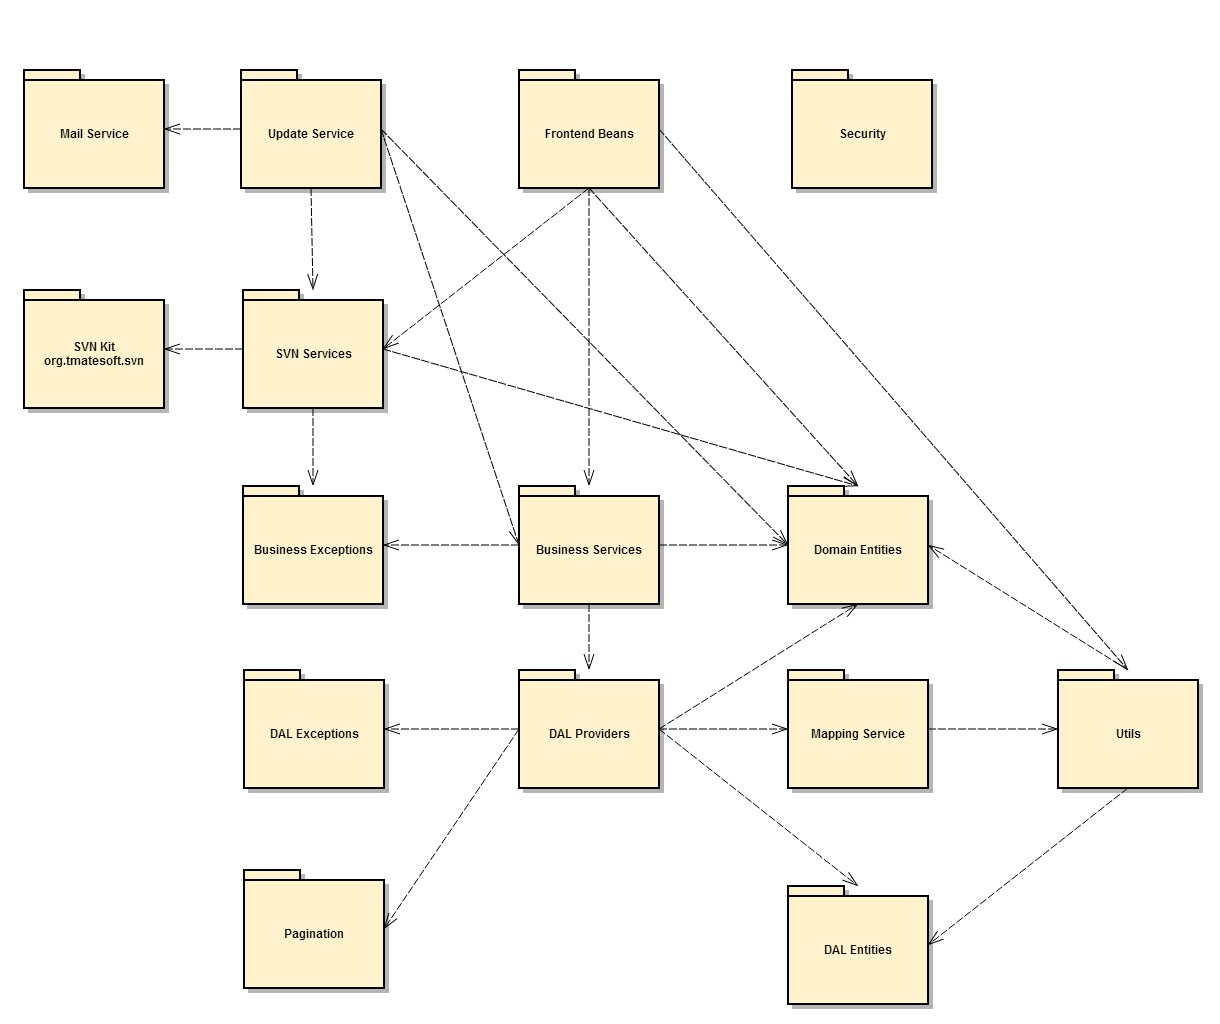 Mail Service
Update Service
Frontend Beans
Security
SVN Kit
org.tmatesoft.svn
SVN Services
Business Exceptions
Business Services
Domain Entities
DAL Exceptions
DAL Providers
Mapping Service
Utils
Pagination
DAL Entities